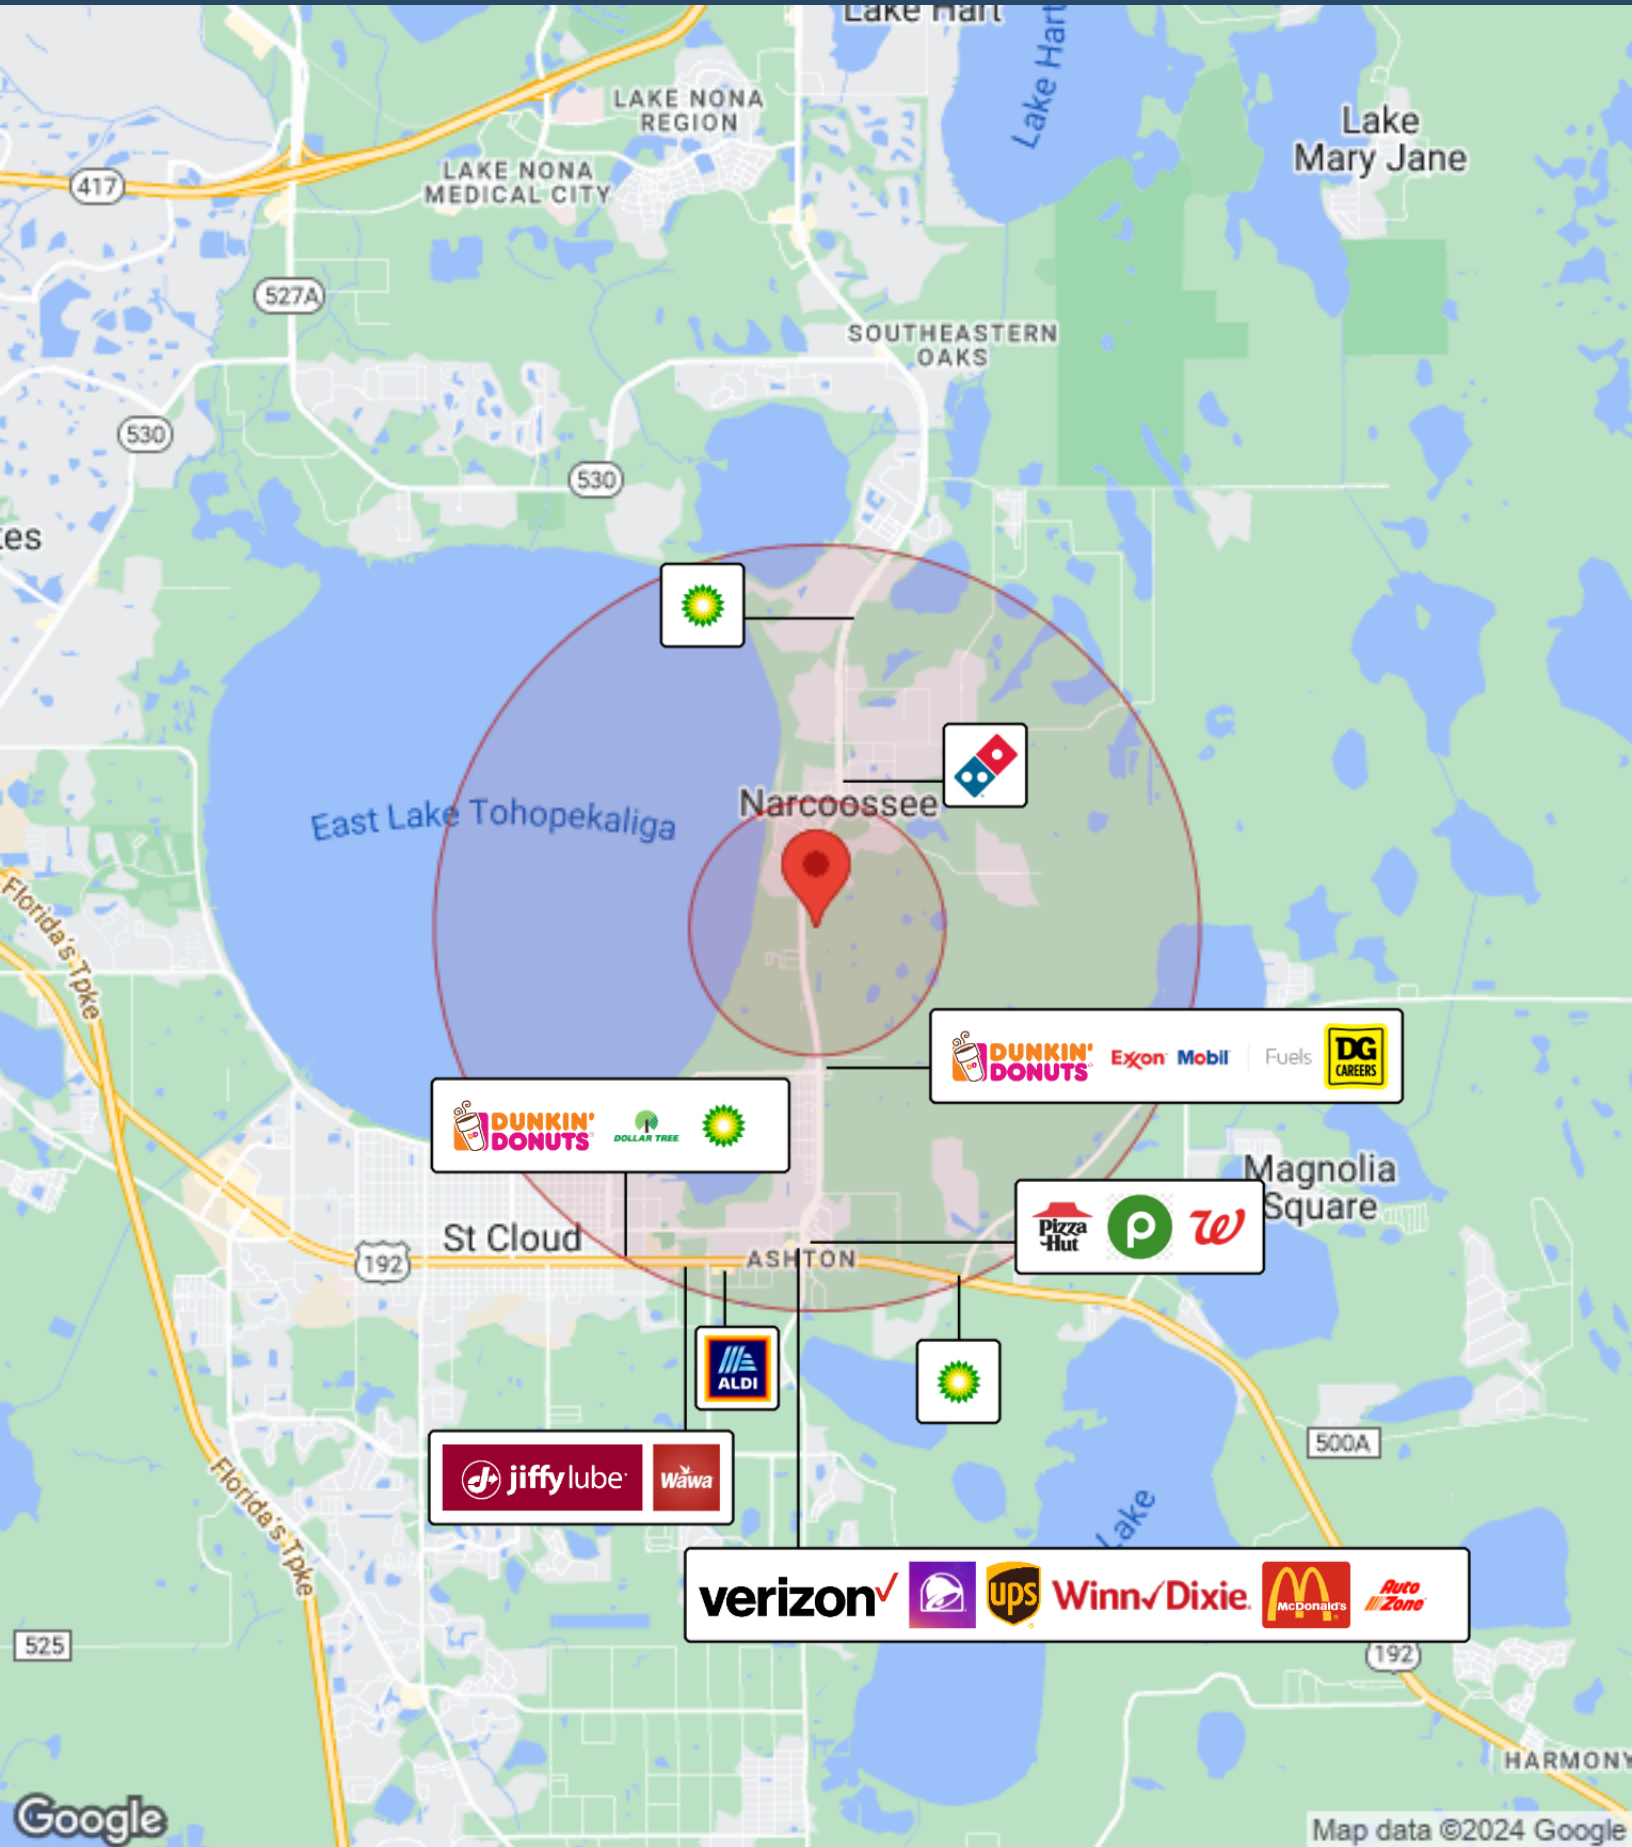 Lake Hart
Lake Hart
LAKE NONA
REGION
Lake
Mary Jane
LAKE NONA
MEDICAL CITY
417
527A
SOUTHEASTERN
OAKS
530
530
tes
Narcoossee
East Lake Tohopekaliga
Florida's Tpke
DUNKIN'
DONUTS
Exxon Mobil
Fuels
DG
CAREERS
DUNKIN'
DONUTS
DOLLAR TREE
Magnolia
Square
Pizza
Hut
P
W
St Cloud
192
ASHTON
ALDI
500A
jiffy lube
Wawa
Florida's Tpke
Lake
verizon
ups
Winn Dixie
McDonald's
Auto
Zone
525
192
HARMONY
Google
Map data ©2024 Google